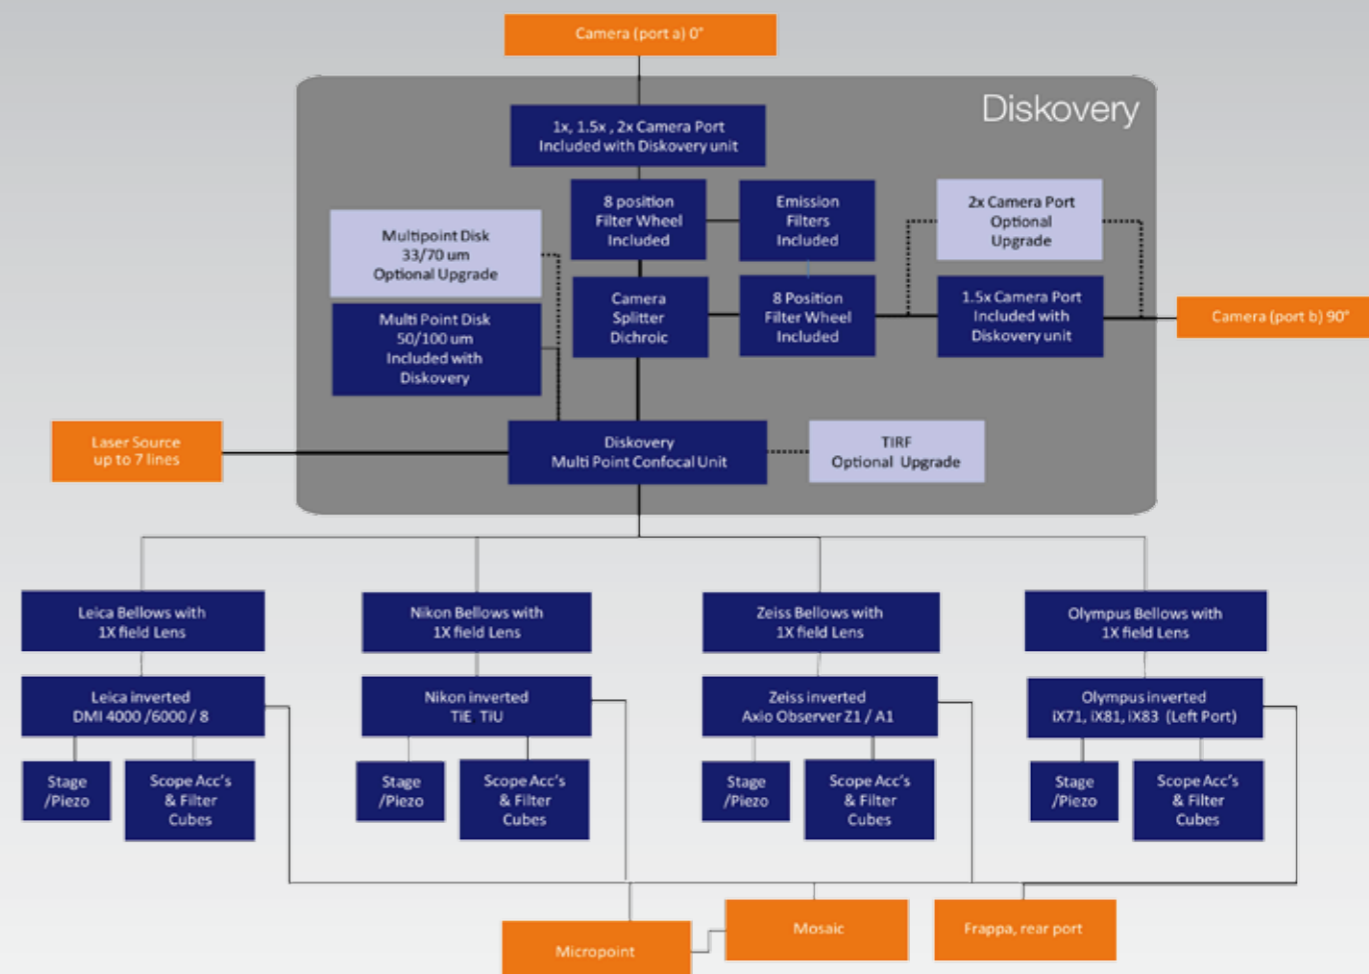 Camera (port a) 0°
Diskovery
1x, 1.5x , 2x Camera Port
Included with Diskovery unit
8 position
Filter Wheel
Included
Emission
Filters
Included
2x Camera Port
Optional
Upgrade
Multipoint Disk
33/70 um
Optional Upgrade
Multi Point Disk
50/100 um
Included with
Diskovery
Camera
Splitter
Dichroic
8 Position
Filter Wheel
Included
1.5x Camera Port
Included with
Diskovery unit
Camera (port b) 90°
Laser Source
up to 7 lines
Diskovery
Multi Point Confocal Unit
TIRF
Optional Upgrade
Leica Bellows with
1X field Lens
Nikon Bellows with
1X field Lens
Zeiss Bellows with
1X field Lens
Olympus Bellows with
1X field Lens
Leica inverted
DMI 4000 /6000 / 8
Nikon inverted
TiE TiU
Zeiss inverted
Axio Observer Z1 / A1
Olympus inverted
iX71, iX81, iX83 (Left Port)
Stage
/Piezo
Scope Acc's
& Filter
Cubes
Stage
/Piezo
Scope Acc's
& Filter
Cubes
Stage
/Piezo
Scope Acc's
& Filter
Cubes
Stage
/Piezo
Scope Acc's
& Filter
Cubes
Micropoint
Mosaic
Frappa, rear port